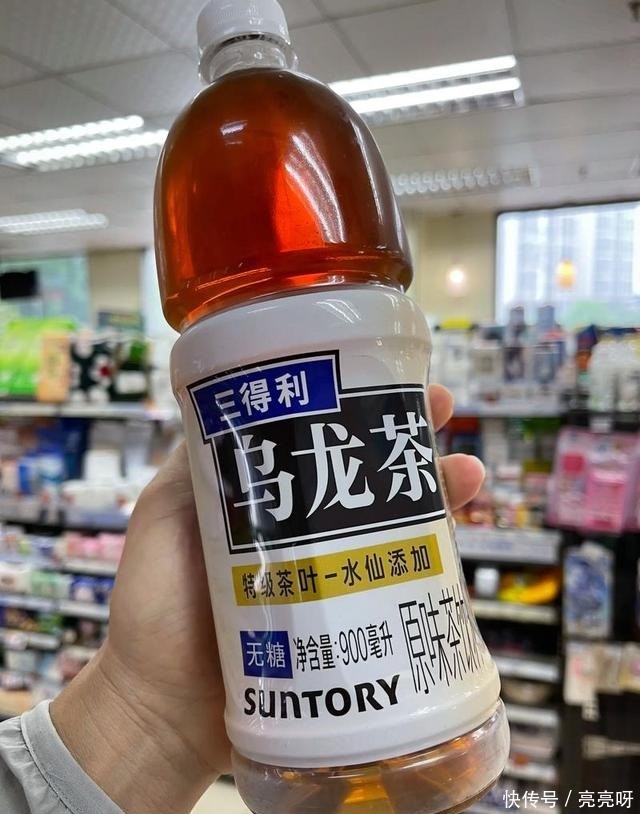 三得利
乌龙茶
特级茶叶-水仙添加
无糖 净含量:900毫升
原味茶饮
SUNTORY
快传号 / 亮亮呀